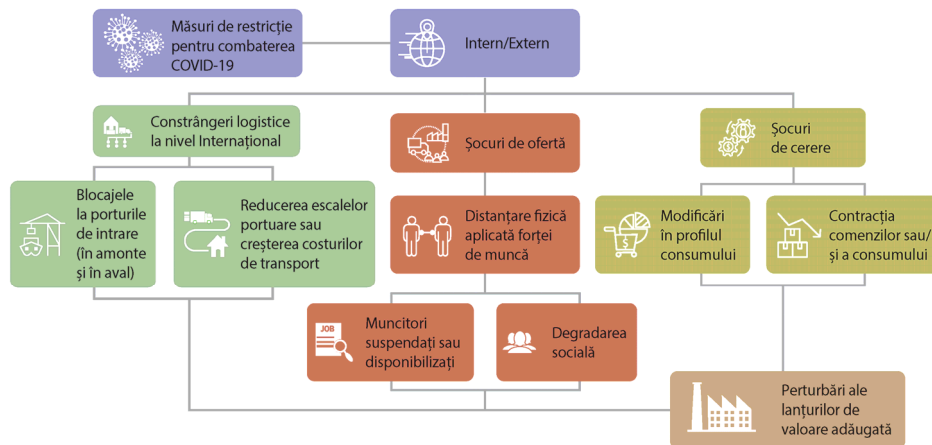 Măsuri de restricție
pentru combaterea
COVID-19
Intern/Extern
Constrângeri logistice
la nivel Internațional
Șocuri de ofertă
Șocuri
de cerere
Blocajele
la porturile
de intrare
(în amonte
și în aval)
Reducerea escalelor
portuare sau
creșterea costurilor
de transport
Distanțare fizică
aplicată forței
de muncă
Modificări
în profilul
consumului
Contracția
comenzilor sau/
și a consumului
JOB
Muncitori
suspendați sau
disponibilizați
Degradarea
socială
Perturbări ale
lanțurilor de
valoare adăugată